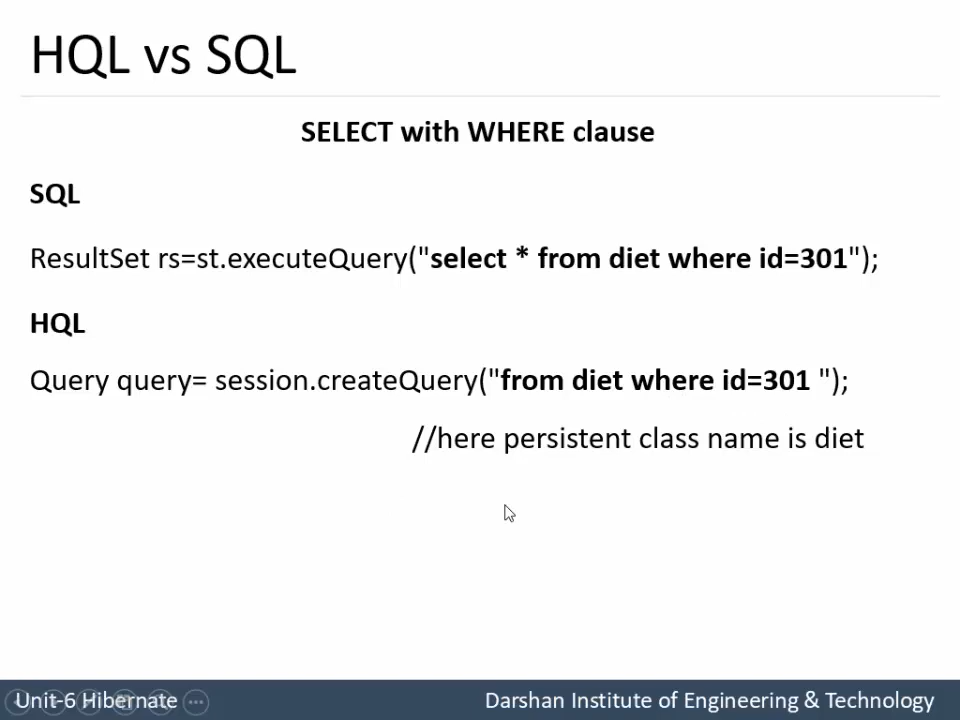 HQL vs SQL
SELECT with WHERE clause
SQL
ResultSet rs=st.executeQuery("select * from diet where id=301");
HQL
Query query= session.createQuery("from diet where id=301 ");
//here persistent class name is diet
Unit-6 Hibernate
Darshan Institute of Engineering & Technology